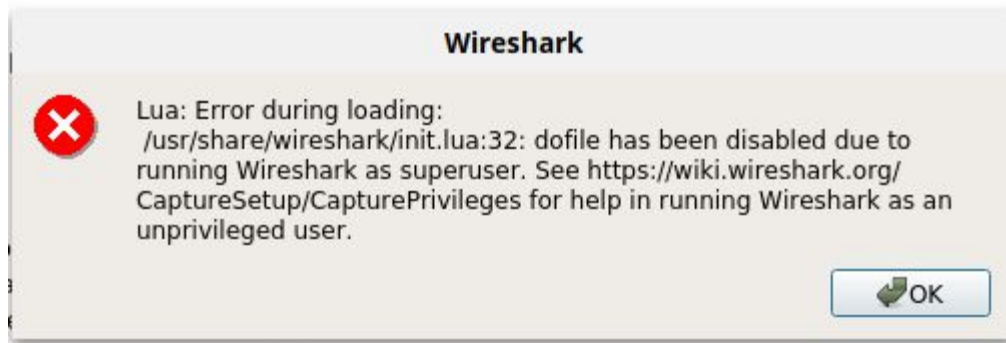 Wireshark
Lua: Error during loading:
/usr/share/wireshark/init.lua:32: dofile has been disabled due to
running Wireshark as superuser. See https://wiki.wireshark.org/
CaptureSetup/CapturePrivileges for help in running Wireshark as an
unprivileged user.
OK